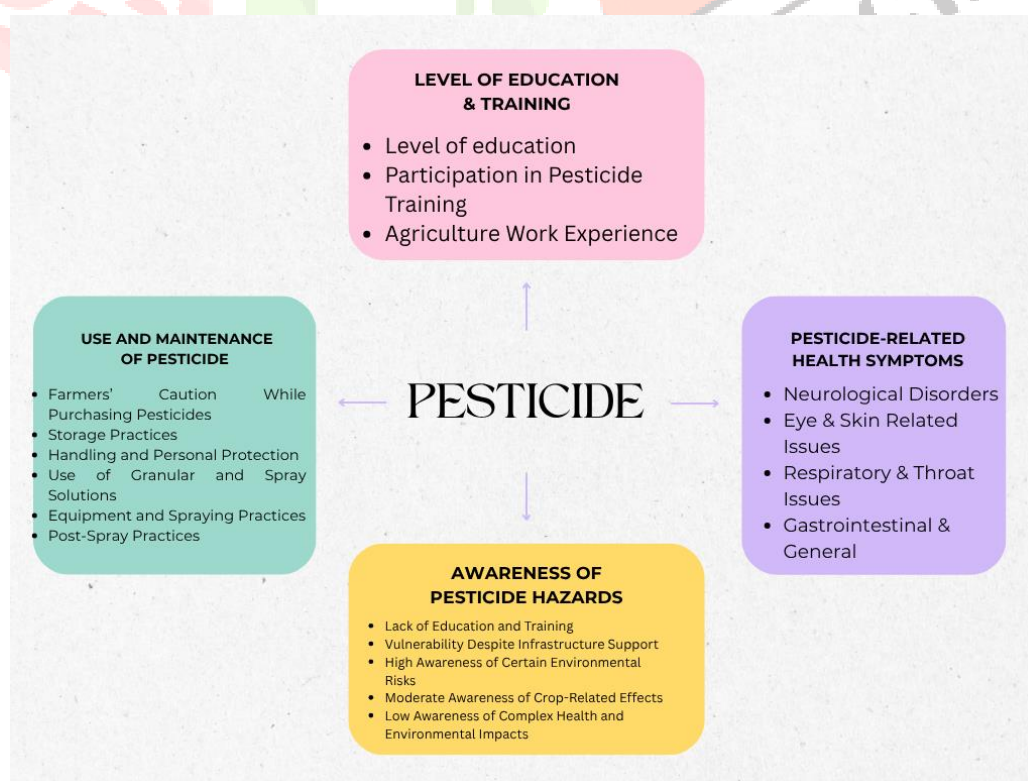 LEVEL OF EDUCATION
& TRAINING
• Level of education
• Participation in Pesticide
Training
• Agriculture Work Experience
USE AND MAINTENANCE
OF PESTICIDE
• Farmers' Caution While
Purchasing Pesticides
• Storage Practices
• Handling and Personal Protection
• Use of Granular and Spray
Solutions
• Equipment and Spraying Practices
• Post-Spray Practices
PESTICIDE
PESTICIDE-RELATED
HEALTH SYMPTOMS
• Neurological Disorders
• Eye & Skin Related
Issues
• Respiratory & Throat
Issues
• Gastrointestinal &
General
AWARENESS OF
PESTICIDE HAZARDS
• Lack of Education and Training
• Vulnerability Despite Infrastructure Support
• High Awareness of Certain Environmental
Risks
• Moderate Awareness of Crop-Related Effects
• Low Awareness of Complex Health and
Environmental Impacts